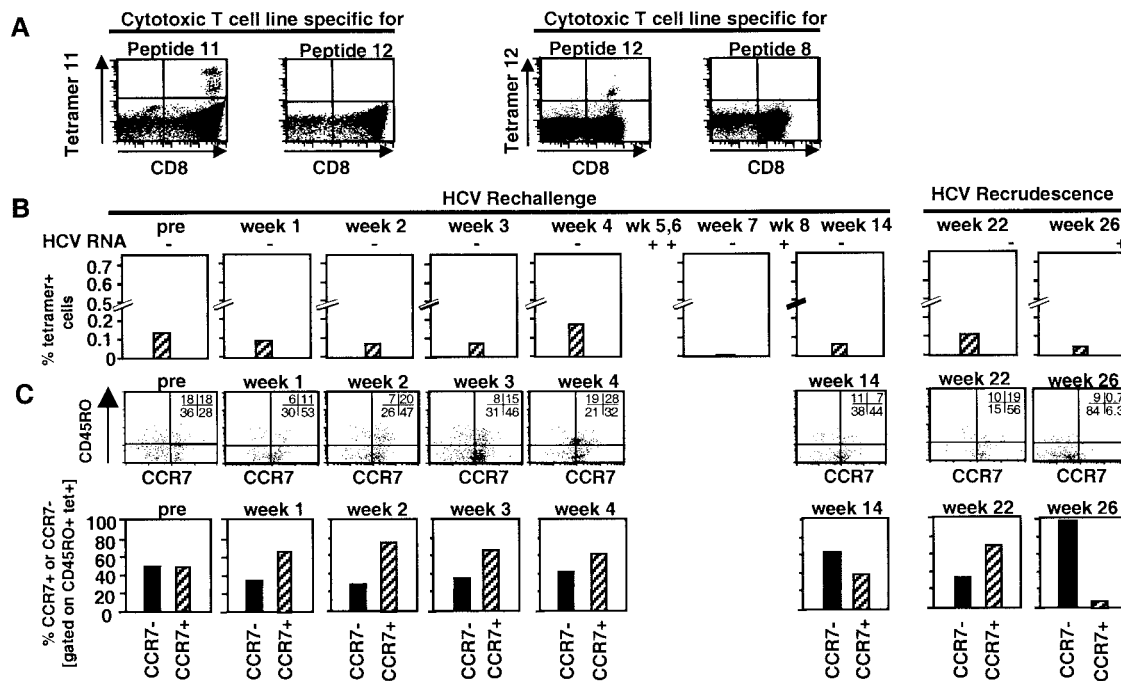 A
Cytotoxic T cell line specific for
Cytotoxic T cell line specific for
Peptide 11
Peptide 12
Peptide 12
Peptide 8
Tetramer 11
Tetramer 12
CD8
CD8
CD8
CD8
B
HCV Rechallenge
HCV Recrudescence
pre week 1 week 2 week 3 week 4 wk 5,6 week 7 wk 8 week 14 week 22 week 26
HCV RNA - - - - - + + - + - - +
% tetramer+ cells
0.7
0.6
0.5
0.2
0.1
0
C
pre week 1 week 2 week 3 week 4 week 14 week 22 week 26
CD45RO
18 18 6 11 7 20 8 15 19 28 11 7 10 19 9 0.7
36 28 30 53 26 47 31 46 21 32 38 44 15 56 84 6.3
CCR7 CCR7 CCR7 CCR7 CCR7 CCR7 CCR7 CCR7
% CCR7+ or CCR7-
[gated on CD45RO+ tet+]
pre week 1 week 2 week 3 week 4 week 14 week 22 week 26
100
80
60
40
20
0
CCR7- CCR7+ CCR7- CCR7+ CCR7- CCR7+ CCR7- CCR7+ CCR7- CCR7+ CCR7- CCR7+ CCR7- CCR7+ CCR7- CCR7+